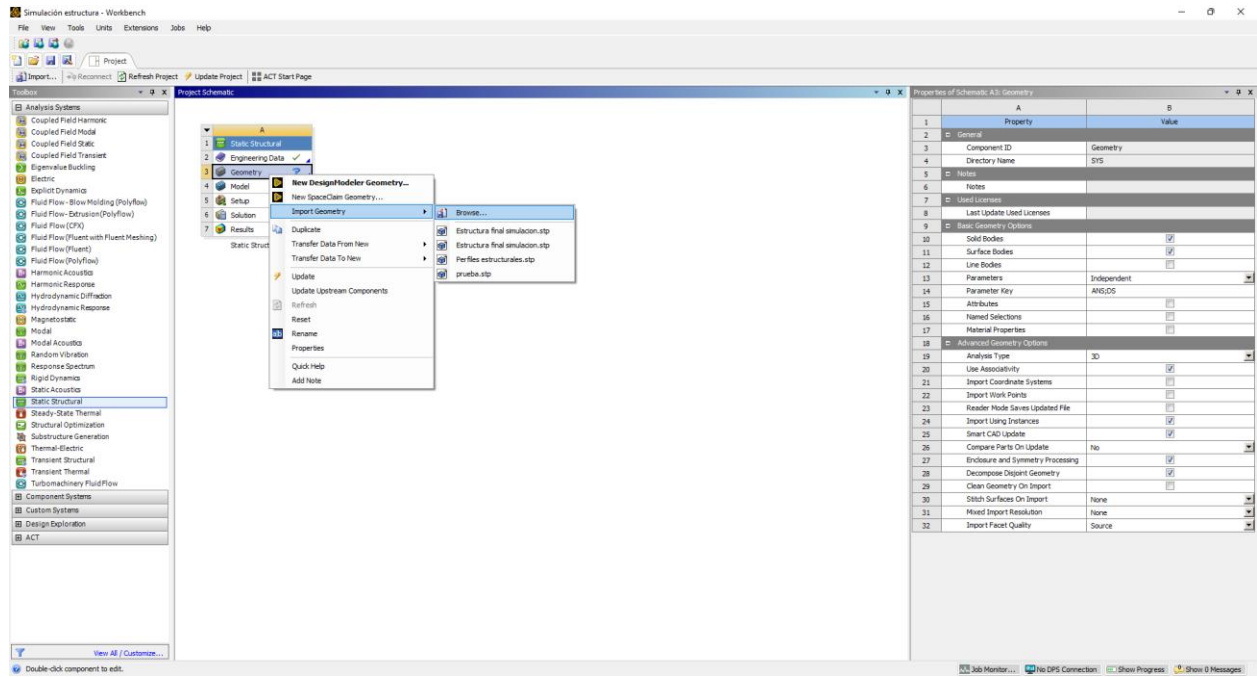 Simulación estructura - Workbench
File View Tools Units Extensions Jobs Help
Project
Import... Reconnect Refresh Project Update Project ACT Start Page
Toolbox
Analysis Systems
Coupled Field Harmonic
Coupled Field Modal
Coupled Field Static
Coupled Field Transient
Eigenvalue Buckling
Electric
Explicit Dynamics
Fluid Flow - Blow Molding (Polyflow)
Fluid Flow - Extrusion (Polyflow)
Fluid Flow (CFX)
Fluid Flow (Fluent with Fluent Meshing)
Fluid Flow (Fluent)
Fluid Flow (Polyflow)
Harmonic Acoustics
Harmonic Response
Hydrodynamic Diffraction
Hydrodynamic Response
Magnetostatic
Modal
Modal Acoustics
Random Vibration
Response Spectrum
Rigid Dynamics
Static Acoustics
Static Structural
Steady-State Thermal
Structural Optimization
Substructure Generation
Thermal-Electric
Transient Structural
Transient Thermal
Turbomachinery Fluid Flow
Component Systems
Custom Systems
Design Exploration
ACT
View All / Customize...
Project Schematic
A
1 Static Structural
2 Engineering Data
3 Geometry
4 Model
5 Setup
6 Solution
7 Results
Static Struct
New DesignModeler Geometry...
New SpaceClaim Geometry...
Import Geometry
Duplicate
Transfer Data From New
Transfer Data To New
Update
Update Upstream Components
Refresh
Reset
Rename
Properties
Quick Help
Add Note
Browse...
Estructura final simulacion.stp
Estructura final simulacion.stp
Perfiles estructurales.stp
prueba.stp
Properties of Schematic A3: Geometry
A B
1 Property Value
2 General
3 Component ID Geometry
4 Directory Name SYS
5 Notes
6 Notes
7 Used Licenses
8 Last Update Used Licenses
9 Basic Geometry Options
10 Solid Bodies
11 Surface Bodies
12 Line Bodies
13 Parameters Independent
14 Parameter Key ANS;DS
15 Attributes
16 Named Selections
17 Material Properties
18 Advanced Geometry Options
19 Analysis Type 3D
20 Use Associativity
21 Import Coordinate Systems
22 Import Work Points
23 Reader Mode Saves Updated File
24 Import Using Instances
25 Smart CAD Update
26 Compare Parts On Update No
27 Enclosure and Symmetry Processing
28 Decompose Disjoint Geometry
29 Clean Geometry On Import
30 Stitch Surfaces On Import None
31 Mixed Import Resolution None
32 Import Facet Quality Source
Double-click component to edit.
Job Monitor... No DPS Connection Show Progress Show 0 Messages